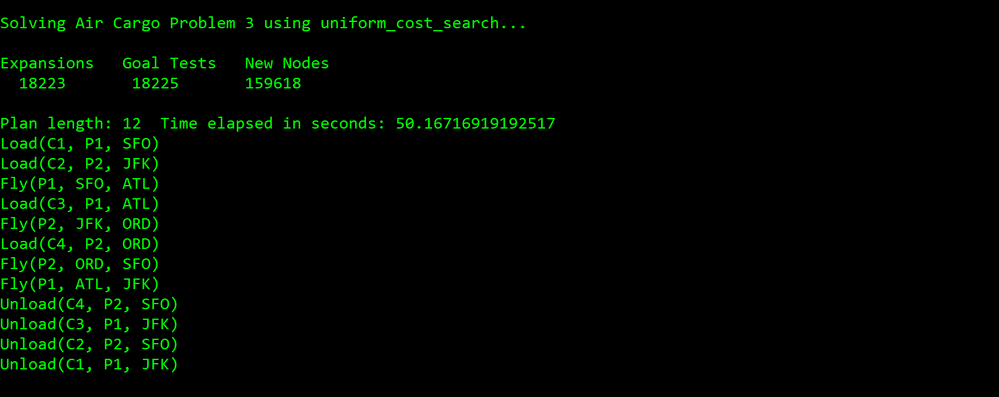 Solving Air Cargo Problem 3 using uniform_cost_search...
Expansions   Goal Tests   New Nodes
18223       18225       159618
Plan length: 12  Time elapsed in seconds: 50.16716919192517
Load(C1, P1, SFO)
Load(C2, P2, JFK)
Fly(P1, SFO, ATL)
Load(C3, P1, ATL)
Fly(P2, JFK, ORD)
Load(C4, P2, ORD)
Fly(P2, ORD, SFO)
Fly(P1, ATL, JFK)
Unload(C4, P2, SFO)
Unload(C3, P1, JFK)
Unload(C2, P2, SFO)
Unload(C1, P1, JFK)